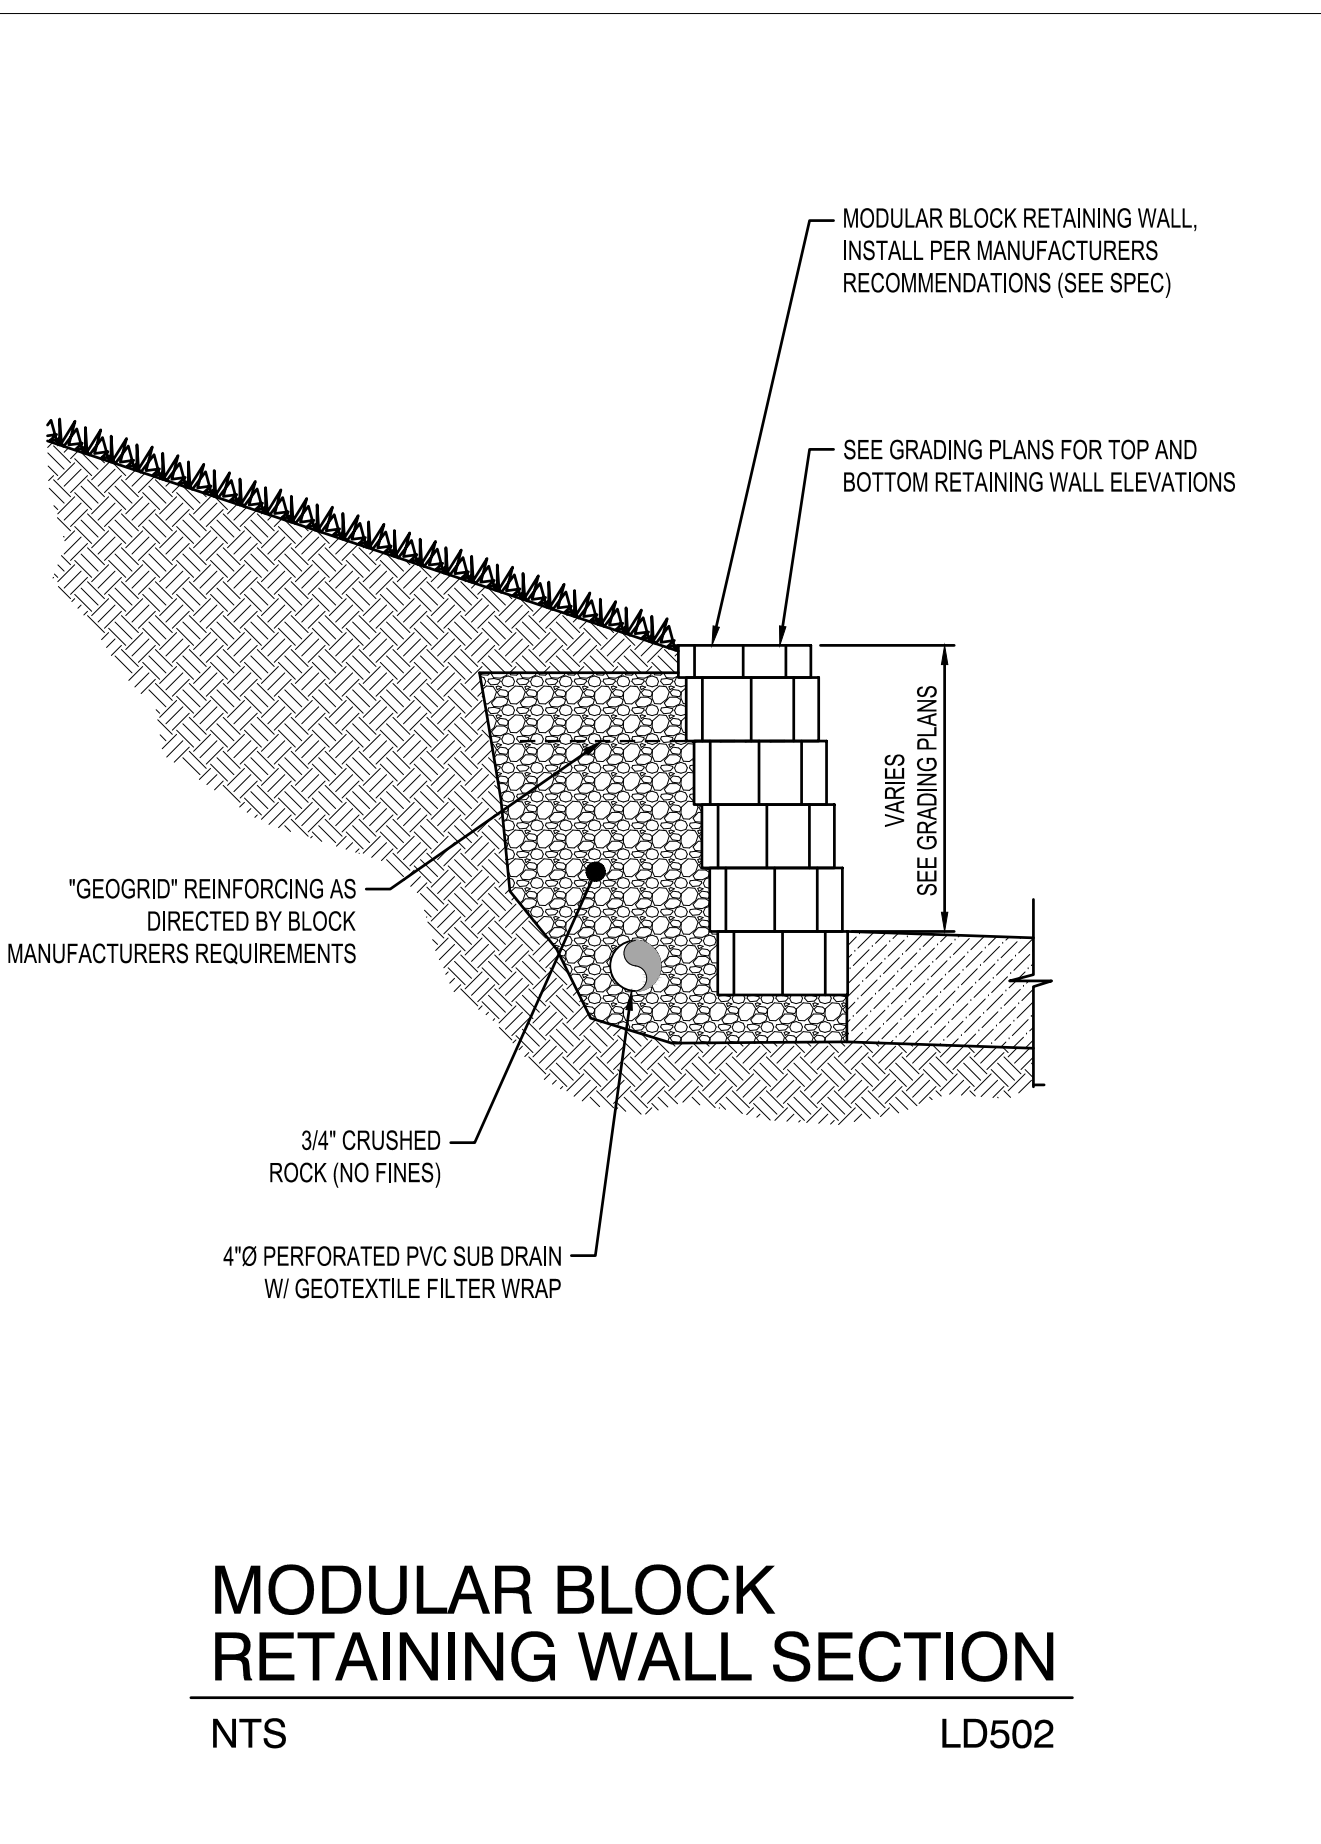 MODULAR BLOCK RETAINING WALL,
INSTALL PER MANUFACTURERS
RECOMMENDATIONS (SEE SPEC)
SEE GRADING PLANS FOR TOP AND
BOTTOM RETAINING WALL ELEVATIONS
VARIES
SEE GRADING PLANS
"GEOGRID" REINFORCING AS
DIRECTED BY BLOCK
MANUFACTURERS REQUIREMENTS
3/4" CRUSHED
ROCK (NO FINES)
4"Ø PERFORATED PVC SUB DRAIN
W/ GEOTEXTILE FILTER WRAP
MODULAR BLOCK
RETAINING WALL SECTION
NTS LD502